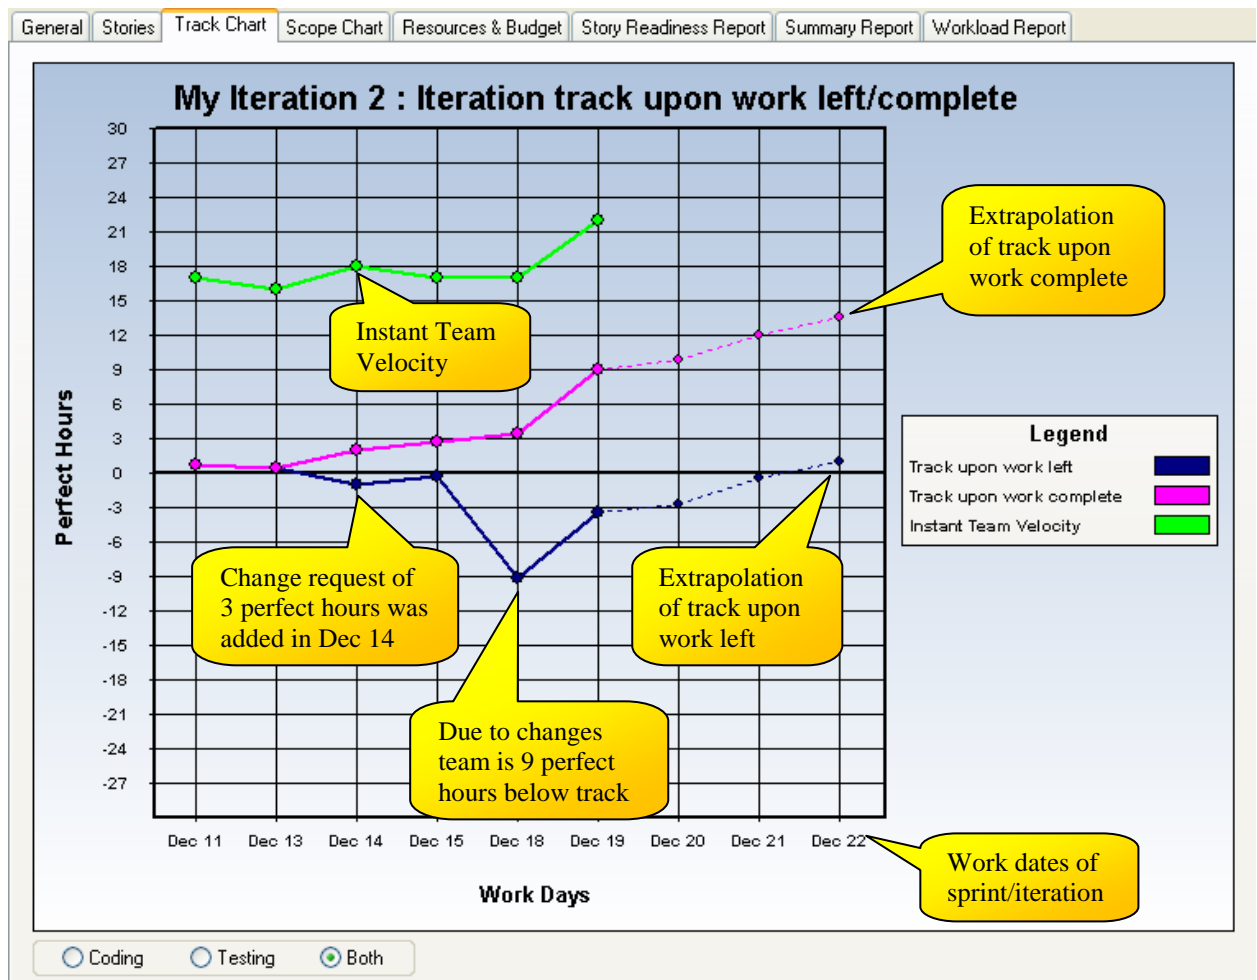 General Stories Track Chart Scope Chart Resources & Budget Story Readiness Report Summary Report Workload Report
My Iteration 2 : Iteration track upon work left/complete
30
27
24
21
18
15
12
9
6
3
0
-3
-6
-9
-12
-15
-18
-21
-24
-27
Perfect Hours
Extrapolation
of track upon
work complete
Instant Team
Velocity
Legend
Track upon work left
Track upon work complete
Instant Team Velocity
Change request of
3 perfect hours was
added in Dec 14
Extrapolation
of track upon
work left
Due to changes
team is 9 perfect
hours below track
Dec 11 Dec 13 Dec 14 Dec 15 Dec 18 Dec 19 Dec 20 Dec 21 Dec 22
Work Days
Work dates of
sprint/iteration
Coding Testing Both